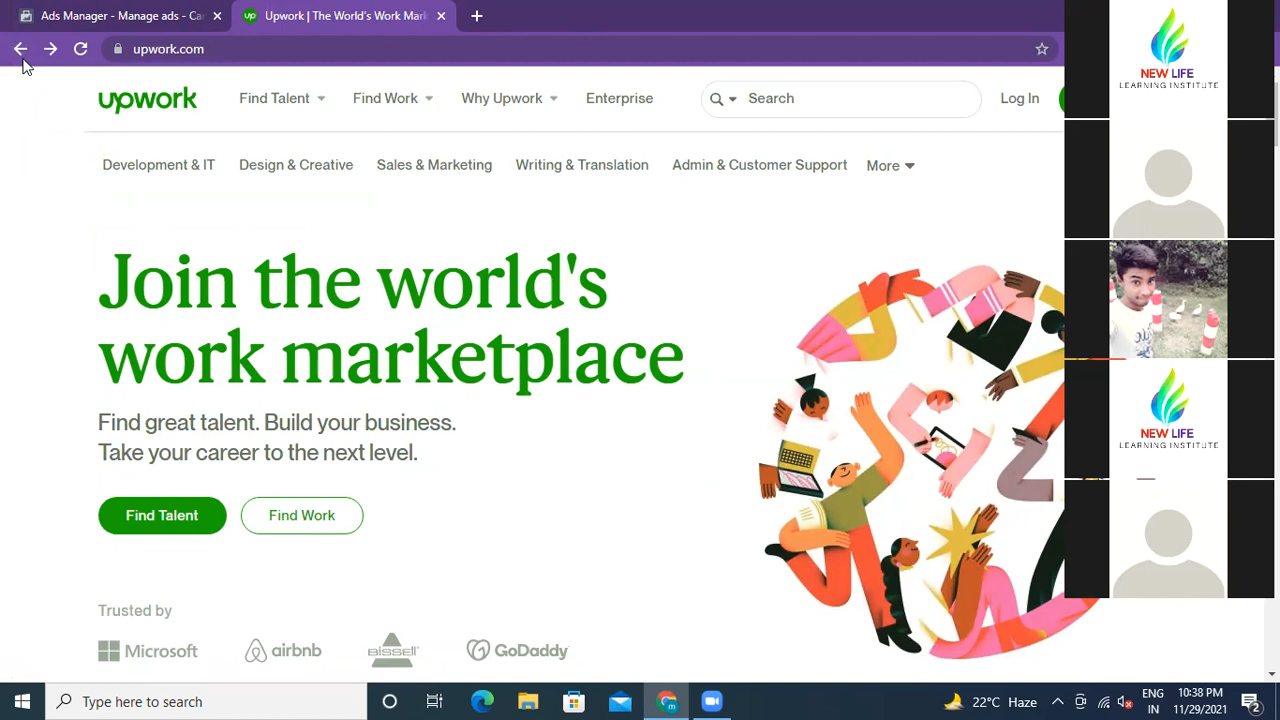 Ads Manager - Manage ads - Car
Upwork | The World's Work Mark
upwork.com
upwork
Find Talent
Find Work
Why Upwork
Enterprise
Search
Log In
Development & IT
Design & Creative
Sales & Marketing
Writing & Translation
Admin & Customer Support
More
Join the world's
work marketplace
Find great talent. Build your business.
Take your career to the next level.
Find Talent
Find Work
Trusted by
Microsoft
airbnb
BISSELL
GoDaddy
NEW LIFE
LEARNING INSTITUTE
NEW LIFE
LEARNING INSTITUTE
Type here to search
22°C Haze
ENG
IN
10:38 PM
11/29/2021
2